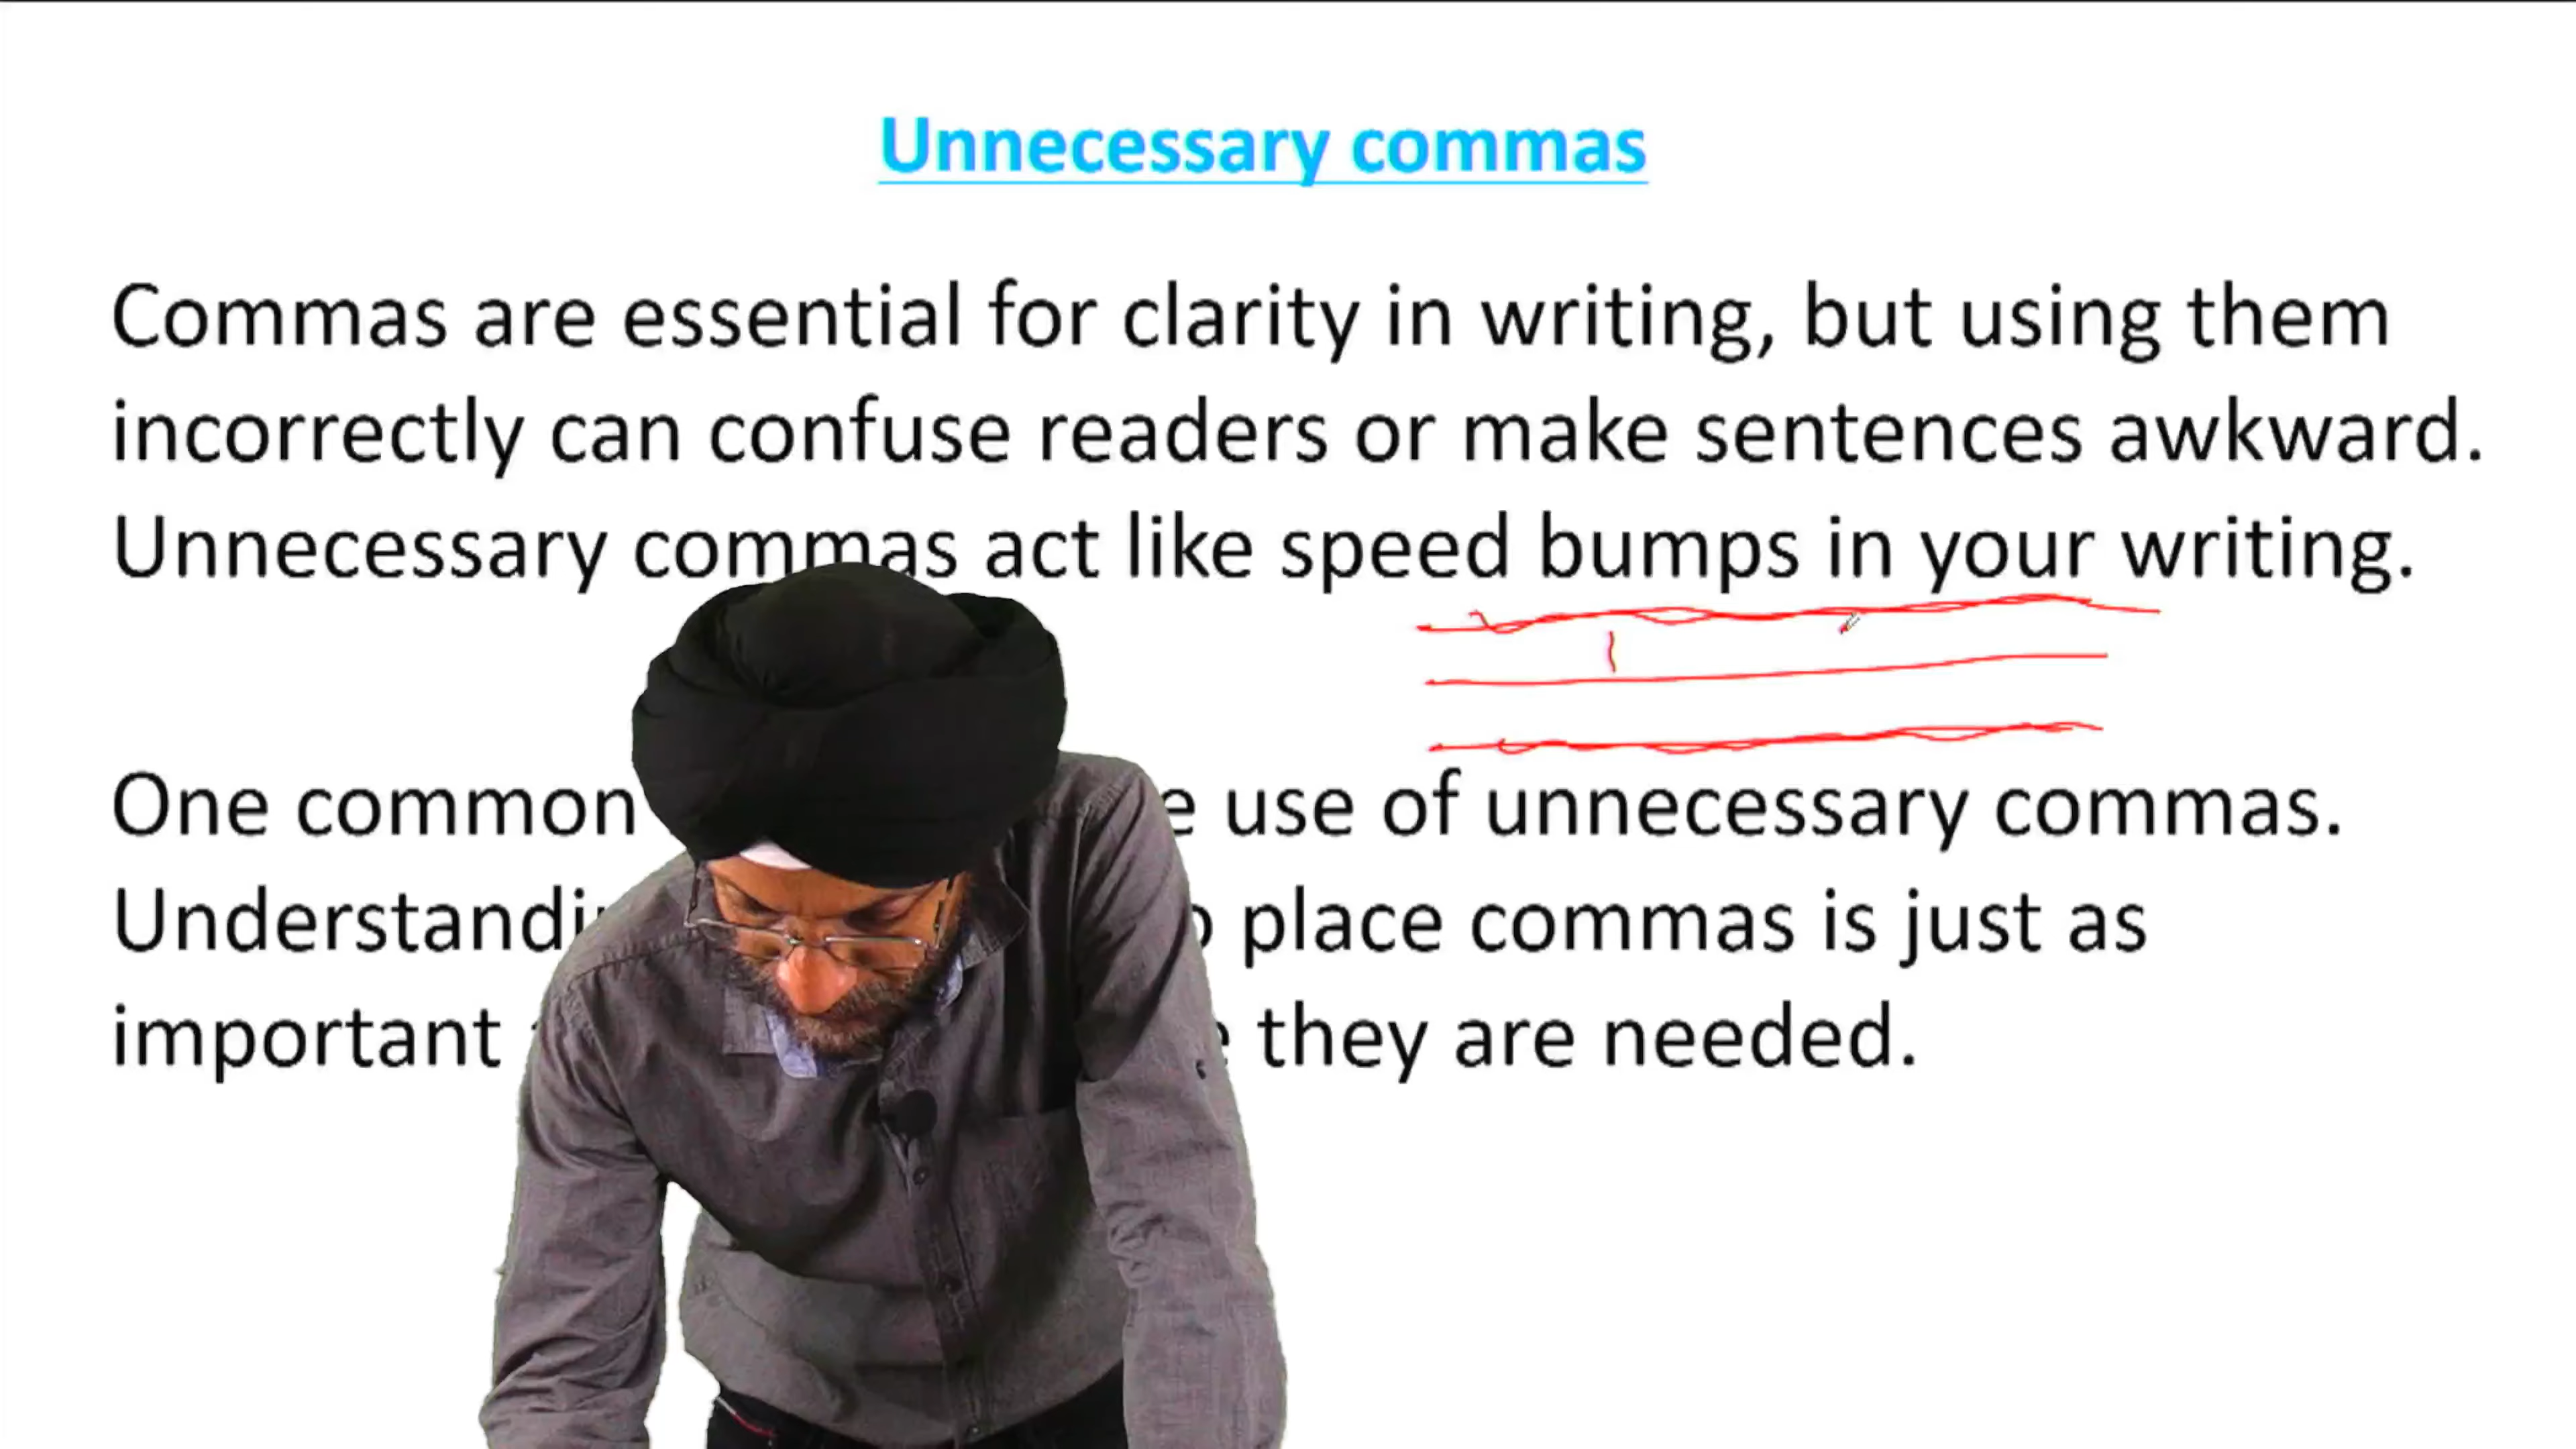 Unnecessary commas
Commas are essential for clarity in writing, but using them
incorrectly can confuse readers or make sentences awkward.
Unnecessary commas act like speed bumps in your writing.
One common use of unnecessary commas.
place commas is just as
important they are needed.